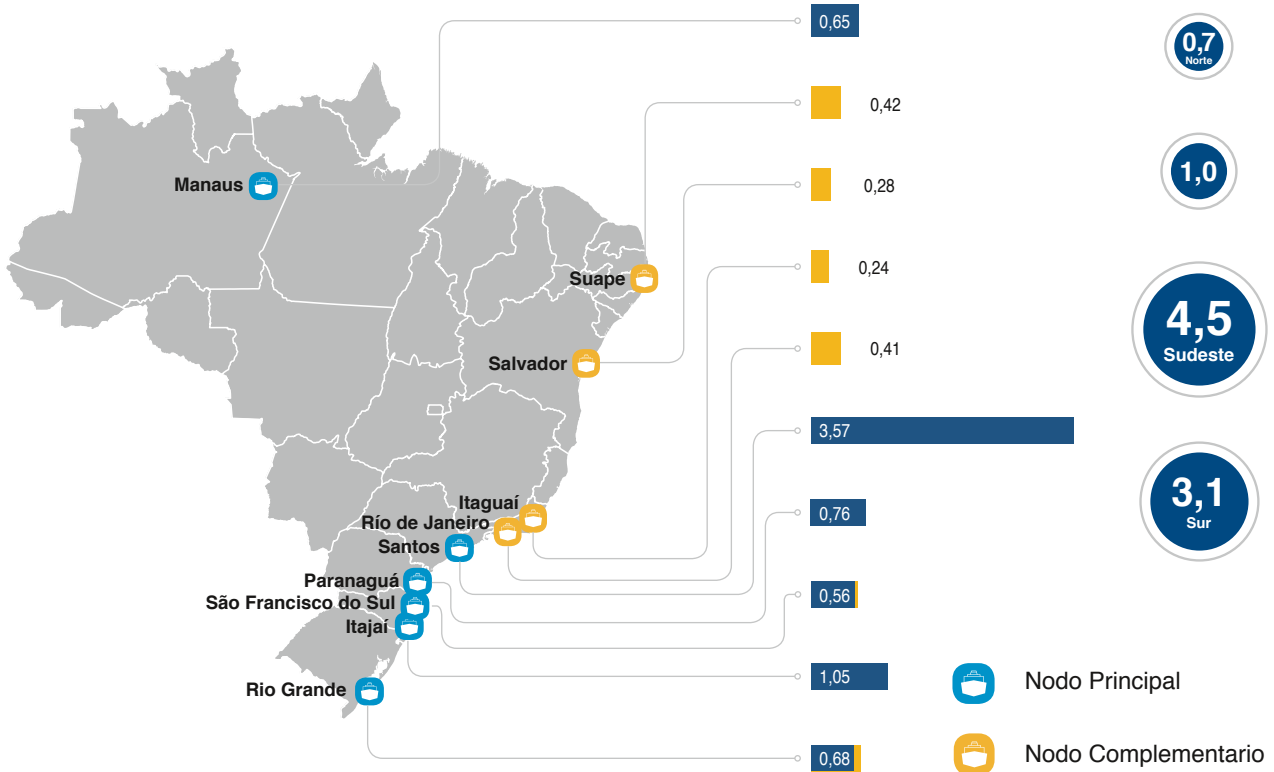 0,65
0,7
Norte
0,42
Manaus
0,28
1,0
Suape
0,24
4,5
Sudeste
Salvador
0,41
3,57
Itaguaí
Río de Janeiro
Santos
0,76
3,1
Sur
Paranaguá
São Francisco do Sul
0,56
Itajaí
Rio Grande
1,05
Nodo Principal
0,68
Nodo Complementario